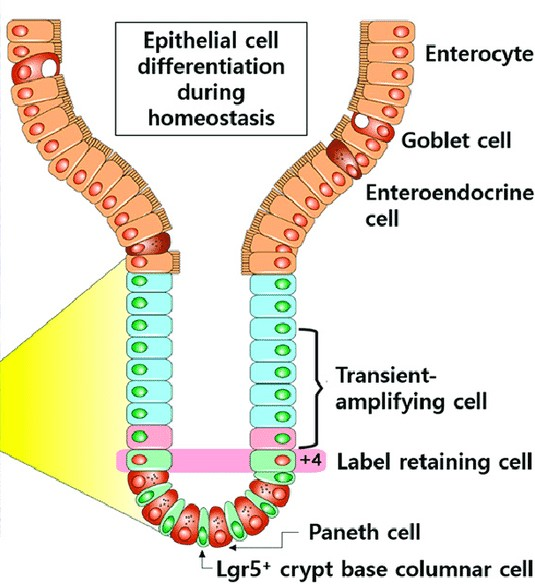 Epithelial cell
differentiation
during
homeostasis
Enterocyte
Goblet cell
Enteroendocrine
cell
Transient-
amplifying cell
+4 Label retaining cell
Paneth cell
Lgr5⁺ crypt base columnar cell